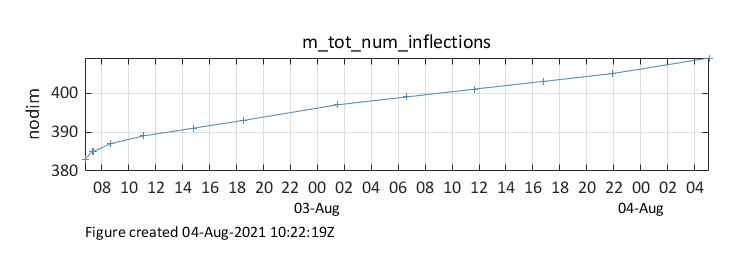 m_tot_num_inflections
nodim
400
390
380
08 10 12 14 16 18 20 22 00 02 04 06 08 10 12 14 16 18 20 22 00 02 04
03-Aug 04-Aug
Figure created 04-Aug-2021 10:22:19Z